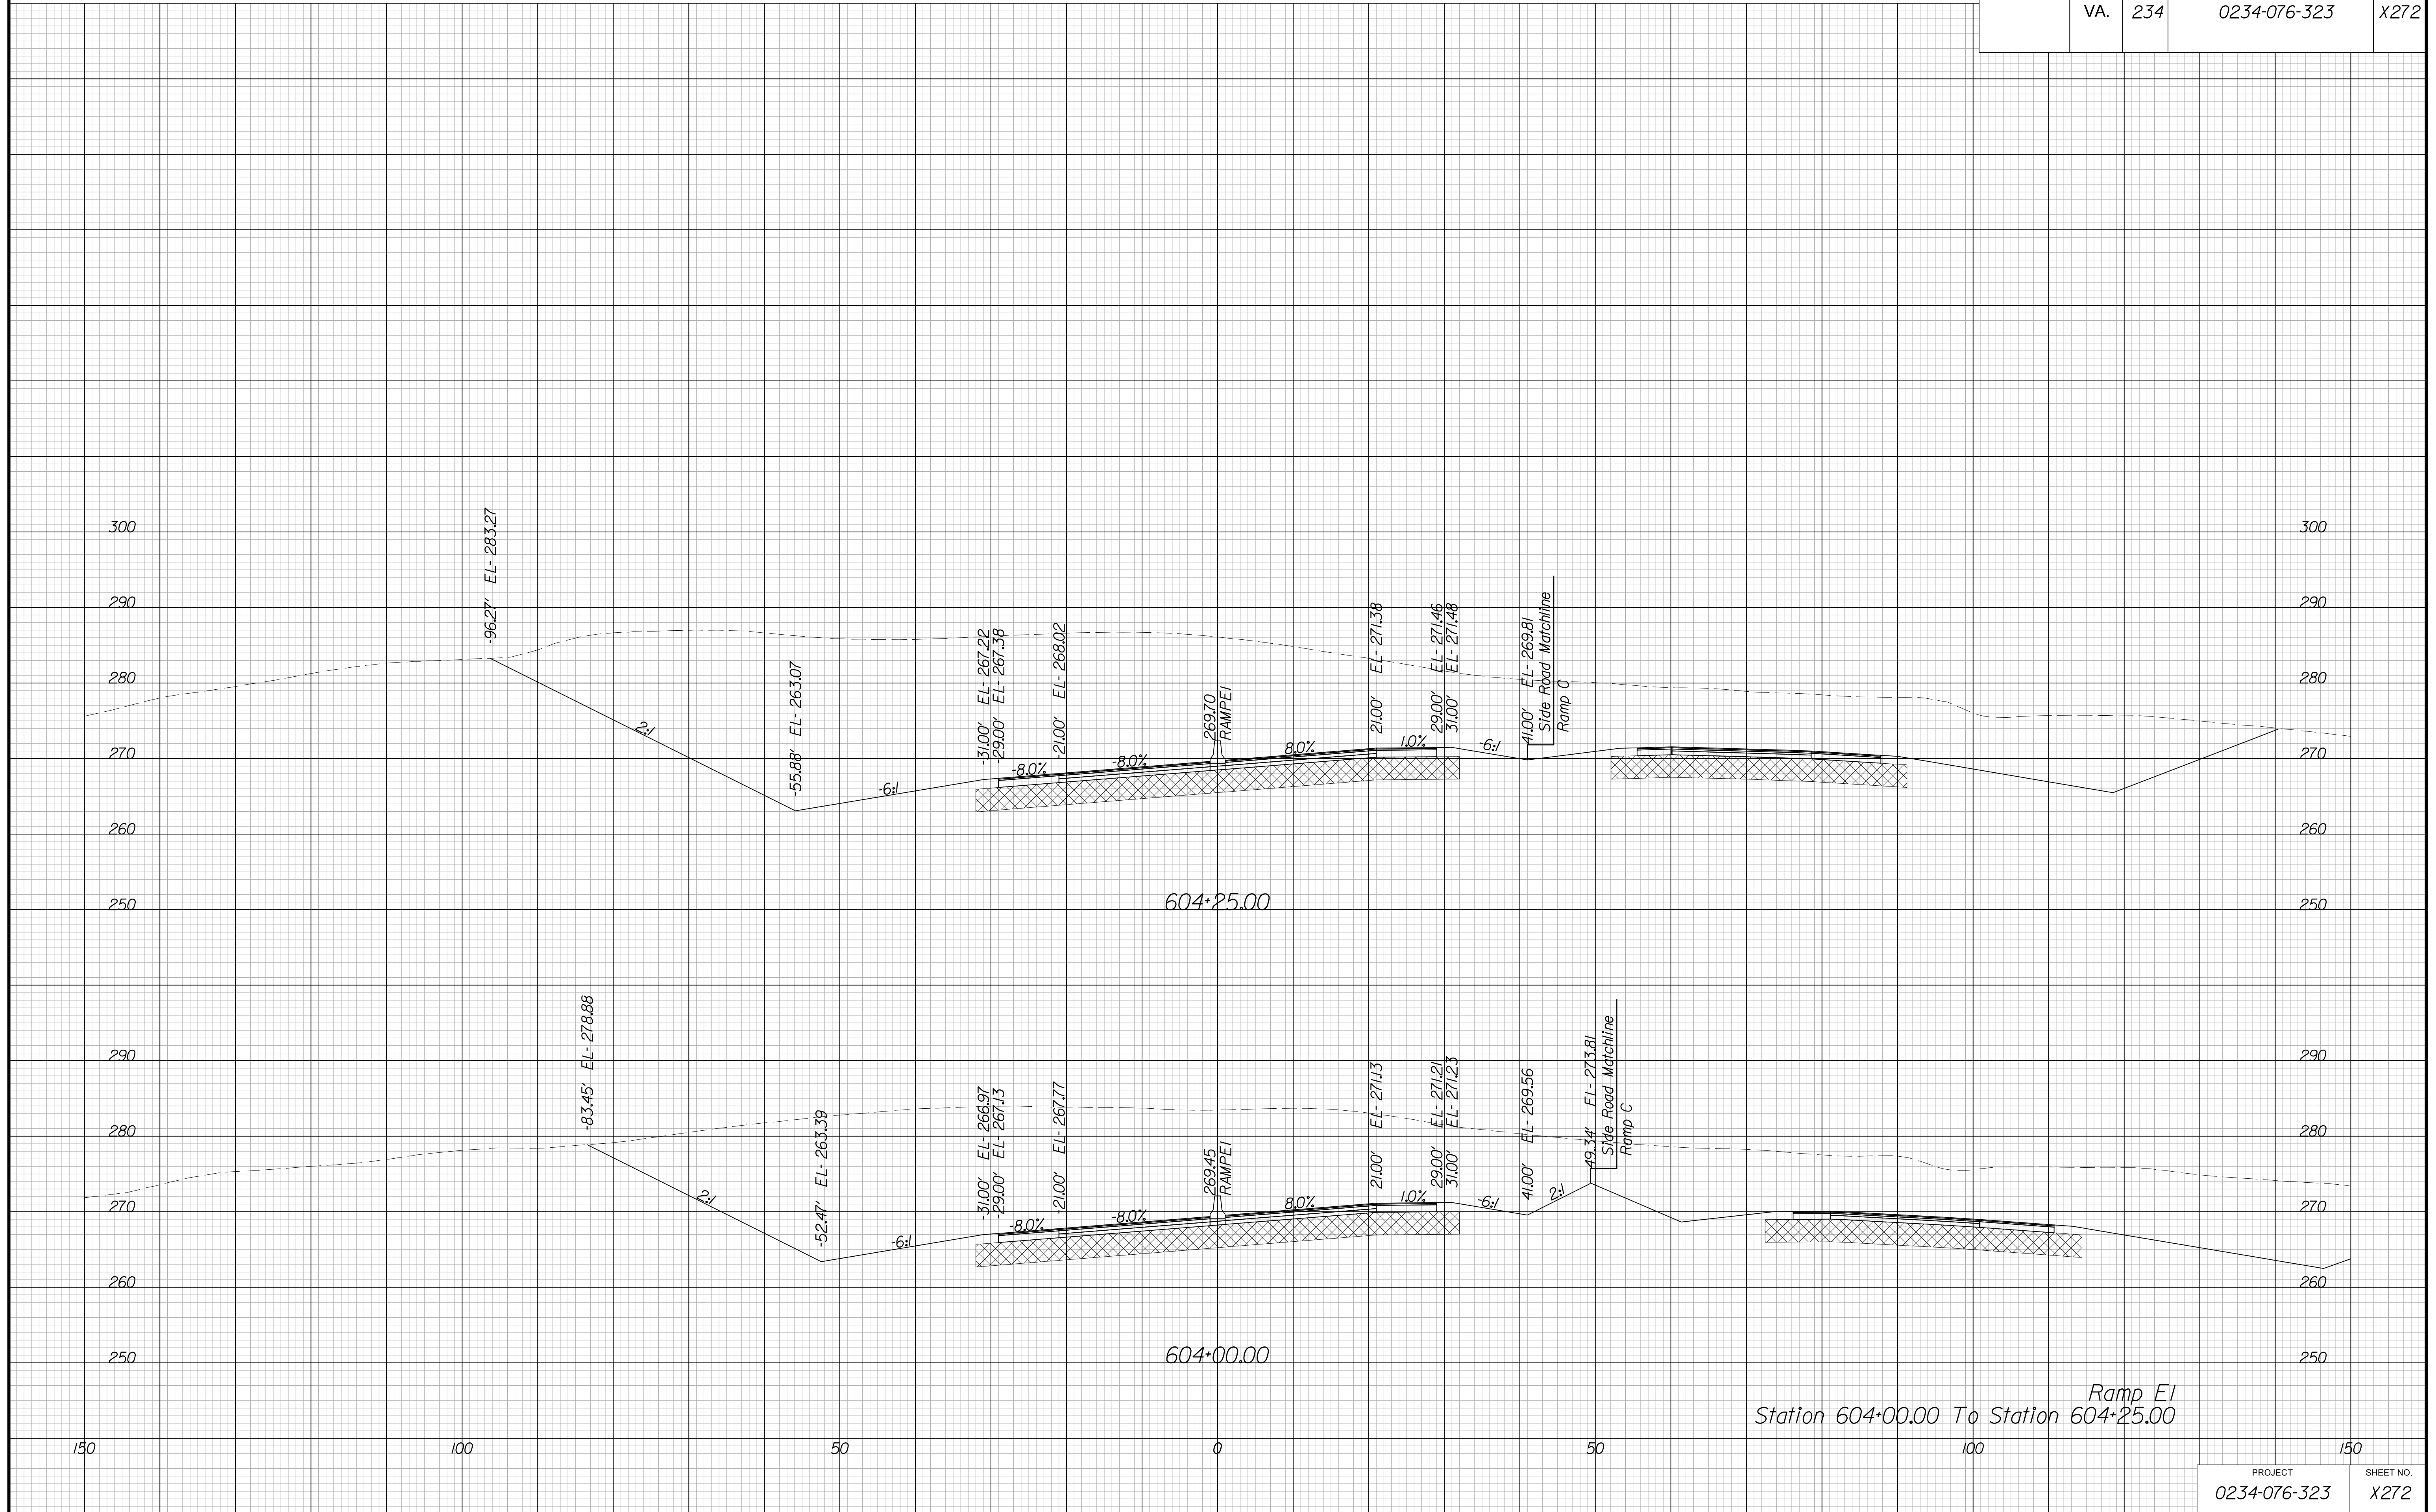 VA. 234 0234-076-323 X272
300 300
-96.27' EL- 283.27
290 290
-55.88' EL- 263.07
-31.00' EL- 267.22
-29.00' EL- 267.38
-21.00' EL- 268.02
269.70
RAMPE1
21.00' EL- 271.38
29.00' EL- 271.46
31.00' EL- 271.48
41.00' EL- 269.81
Side Road Matchline
Ramp C
280 280
2:1
270 270
-6:1 -8.0% -8.0% 8.0% 1.0% -6:1
260 260
250 250
604+25.00
-83.45' EL- 278.88
290 290
-52.47' EL- 263.39
-31.00' EL- 266.97
-29.00' EL- 267.13
-21.00' EL- 267.77
269.45
RAMPE1
21.00' EL- 271.13
29.00' EL- 271.21
31.00' EL- 271.23
41.00' EL- 269.56
49.34' EL- 273.81
Side Road Matchline
Ramp C
280 280
2:1
270 270
-6:1 -8.0% -8.0% 8.0% 1.0% -6:1 2:1
260 260
250 250
604+00.00
Ramp E1
Station 604+00.00 To Station 604+25.00
150 100 50 0 50 100 150
PROJECT SHEET NO.
0234-076-323 X272